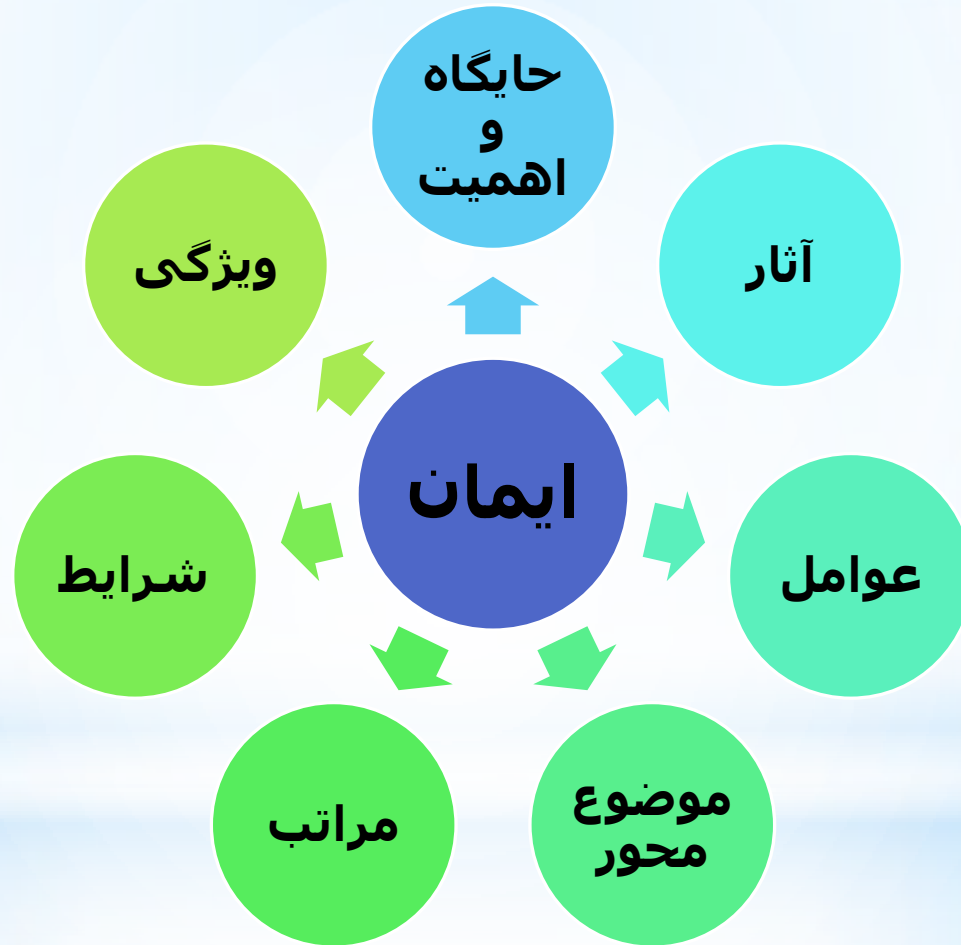 حایگاه
و
اهمیت
آثار
عوامل
موضوع
محور
مراتب
شرایط
ویژگی
ایمان